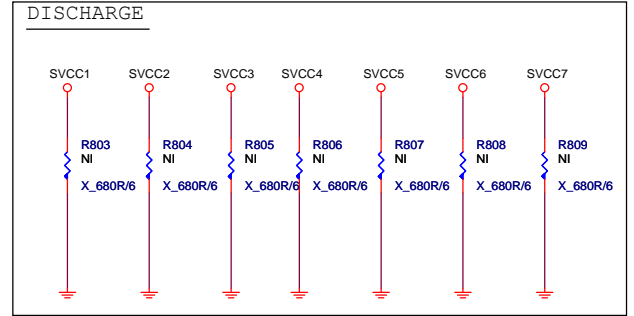 DISCHARGE
SVCC1 SVCC2 SVCC3 SVCC4 SVCC5 SVCC6 SVCC7
R803 R804 R805 R806 R807 R808 R809
NI NI NI NI NI NI NI
X_680R/6 X_680R/6 X_680R/6 X_680R/6 X_680R/6 X_680R/6 X_680R/6